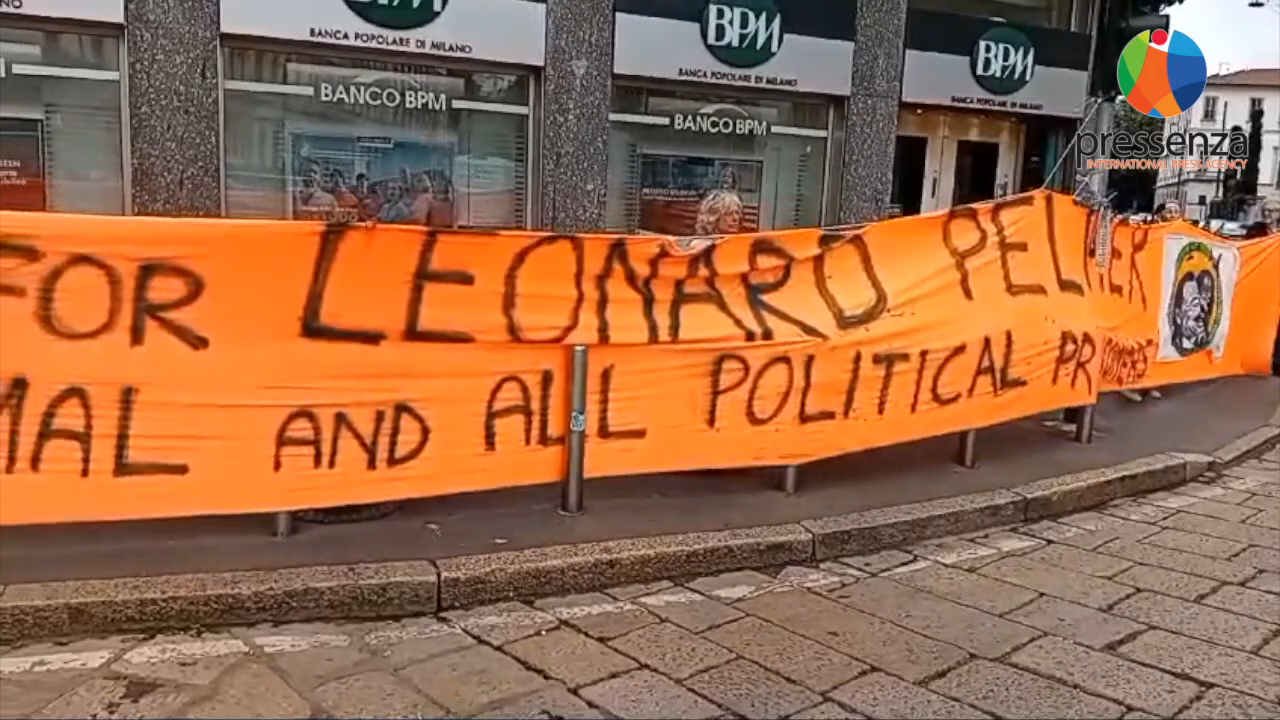 BPM
BPM
BPM
BANCA POPOLARE DI MILANO
BANCA POPOLARE DI MILANO
BANCA POPOLARE DI MILANO
BANCO BPM
BANCO BPM
pressenza
INTERNATIONAL PRESS AGENCY
FOR LEONARD PELTIER
MAL AND ALL POLITICAL PRISONERS